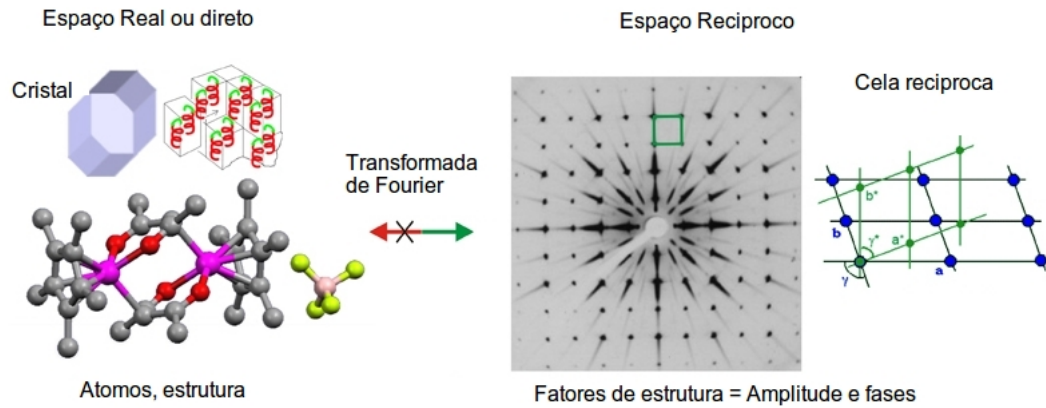 Espaço Real ou direto
Espaço Reciproco
Cristal
Cela reciproca
Transformada
de Fourier
b*
b
γ*
a*
γ
a
Atomos, estrutura
Fatores de estrutura = Amplitude e fases